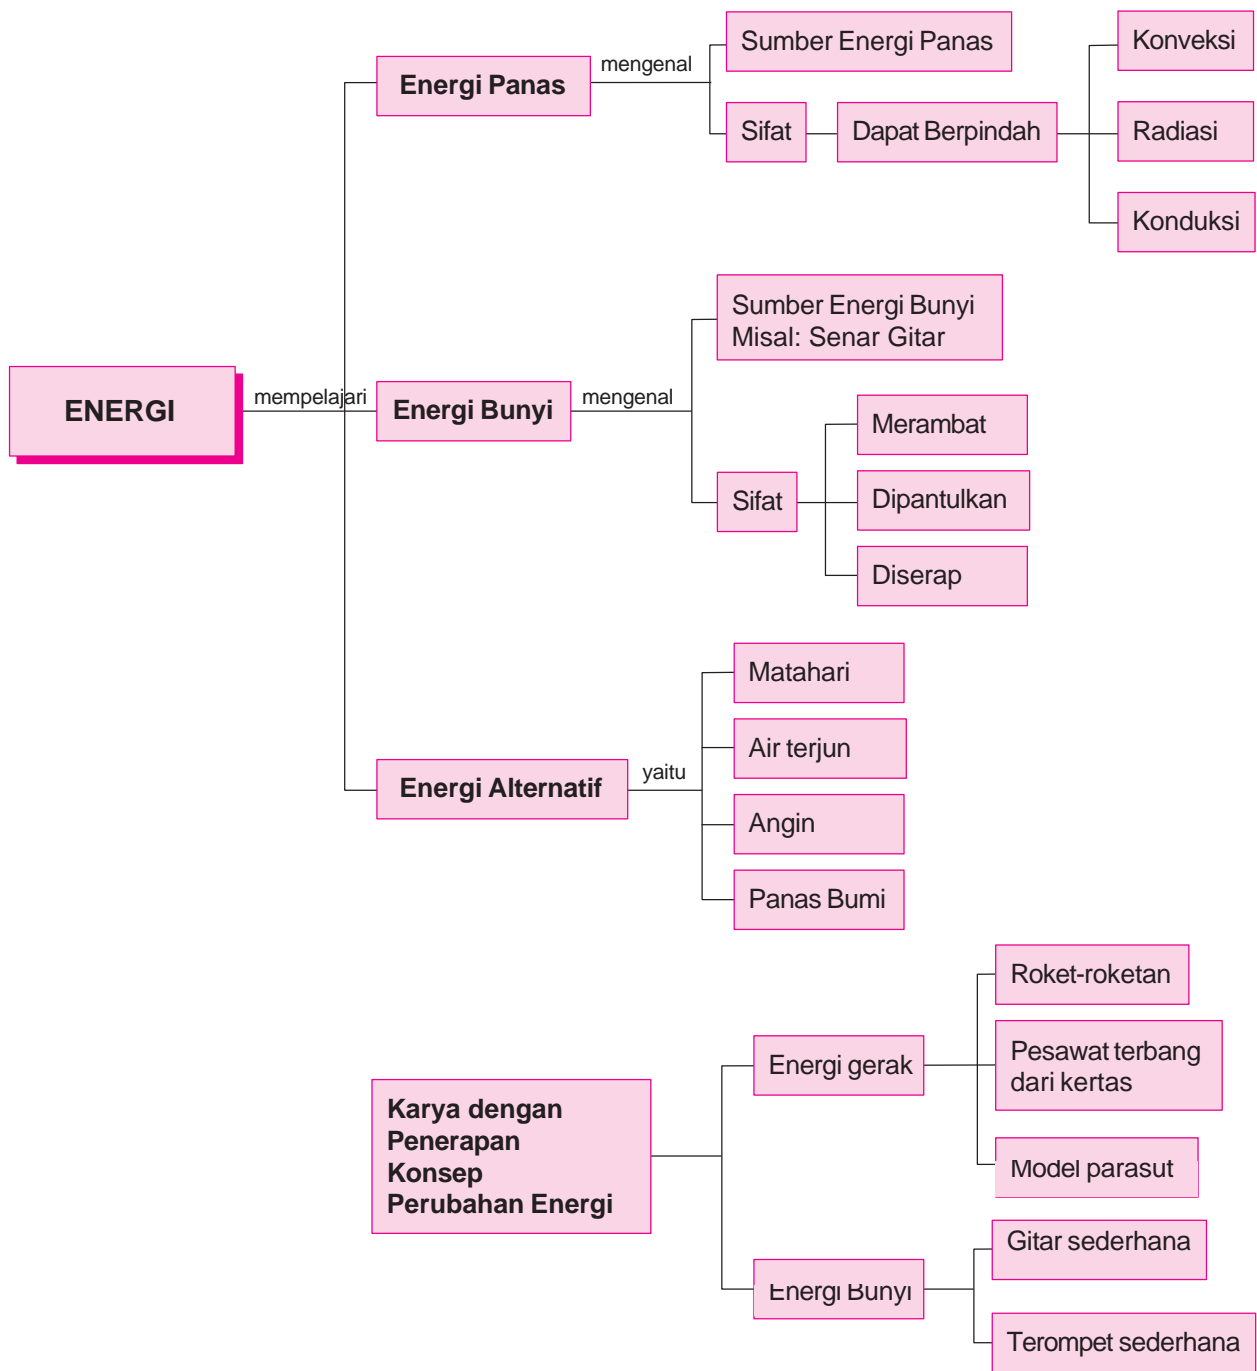 Sumber Energi Panas
Konveksi
mengenal
Energi Panas
Sifat
Dapat Berpindah
Radiasi
Konduksi
Sumber Energi Bunyi
Misal: Senar Gitar
ENERGI
mempelajari
Energi Bunyi
mengenal
Merambat
Sifat
Dipantulkan
Diserap
Matahari
Air terjun
Energi Alternatif
yaitu
Angin
Panas Bumi
Roket-roketan
Energi gerak
Pesawat terbang
dari kertas
Karya dengan
Penerapan
Konsep
Perubahan Energi
Model parasut
Gitar sederhana
Energi Bunyi
Terompet sederhana